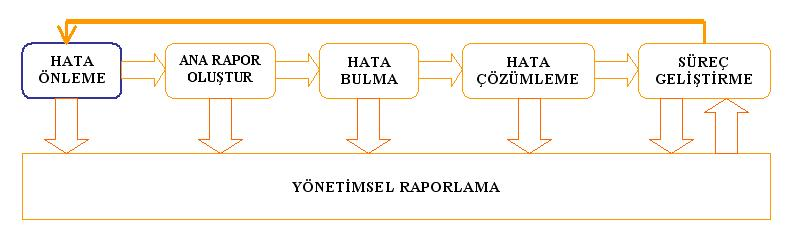 HATA
ÖNLEME
ANA RAPOR
OLUŞTUR
HATA
BULMA
HATA
ÇÖZÜMLEME
SÜREÇ
GELİŞTİRME
YÖNETİMSEL RAPORLAMA